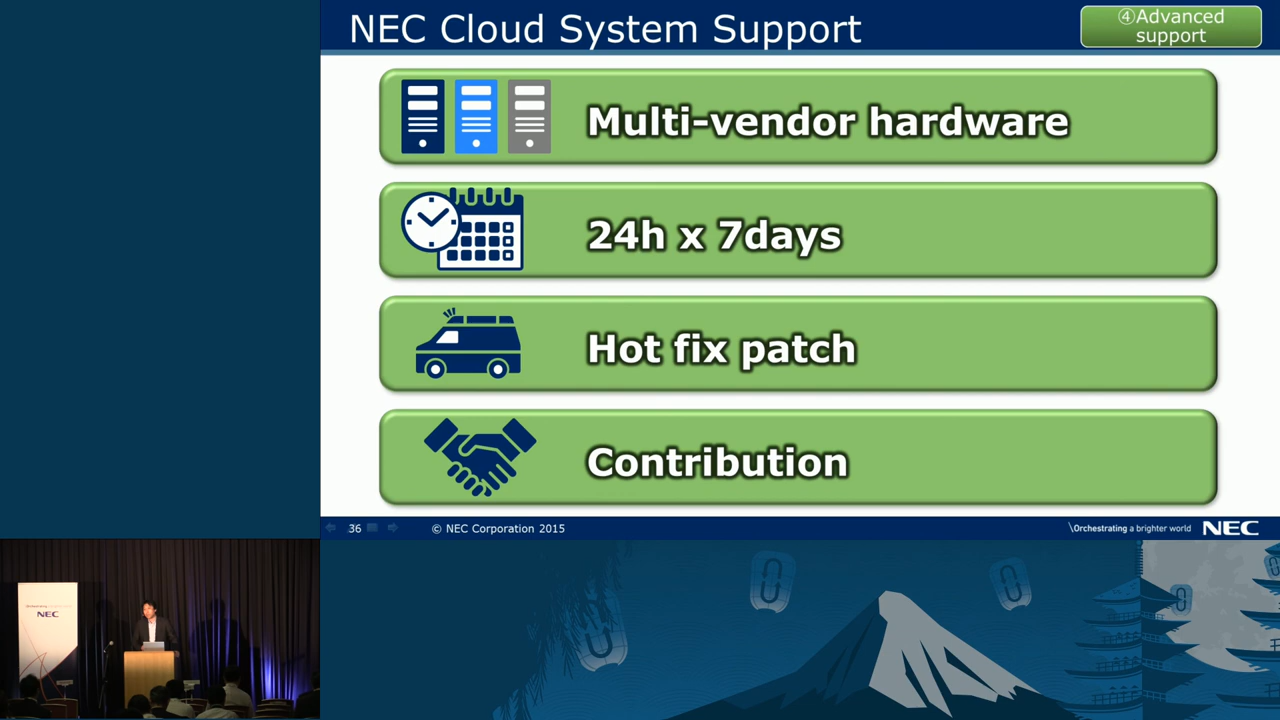 NEC Cloud System Support
④Advanced
support
Multi-vendor hardware
24h x 7days
Hot fix patch
Contribution
36
© NEC Corporation 2015
\Orchestrating a brighter world
NEC
NEC